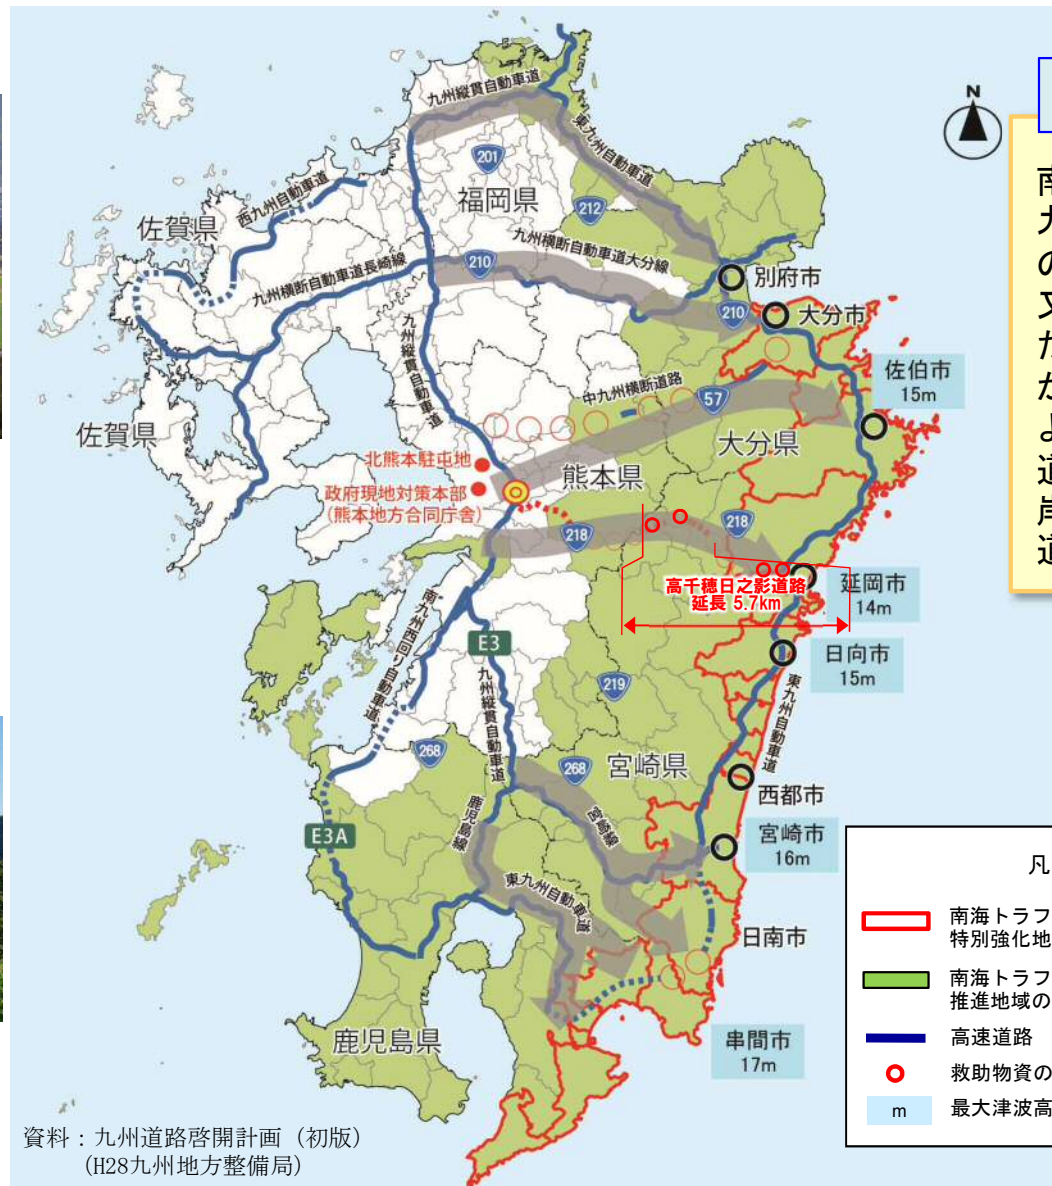 九州縦貫自動車道
東九州自動車道
201
福岡県
212
西九州自動車道
佐賀県
九州横断自動車道大分線
210
九州横断自動車道長崎線
別府市
210
大分市
九州縦貫自動車道
佐伯市
15m
中九州横断道路
57
佐賀県
大分県
北熊本駐屯地
熊本県
政府現地対策本部
(熊本地方合同庁舎)
218
218
高千穂日之影道路
延長 5.7km
延岡市
14m
南九州西回り自動車道
E3
日向市
15m
九州縦貫自動車道
219
東九州自動車道
268
268
宮崎県
西都市
鹿児島線
宮崎線
E3A
宮崎市
16m
東九州自動車道
日南市
鹿児島県
串間市
17m
資料：九州道路啓開計画（初版）
(H28九州地方整備局)
N
南
九
の
又
た
か
よ
道
岸
道
凡
南海トラフ
特別強化地
南海トラフ
推進地域の
高速道路
救助物資の
m
最大津波高